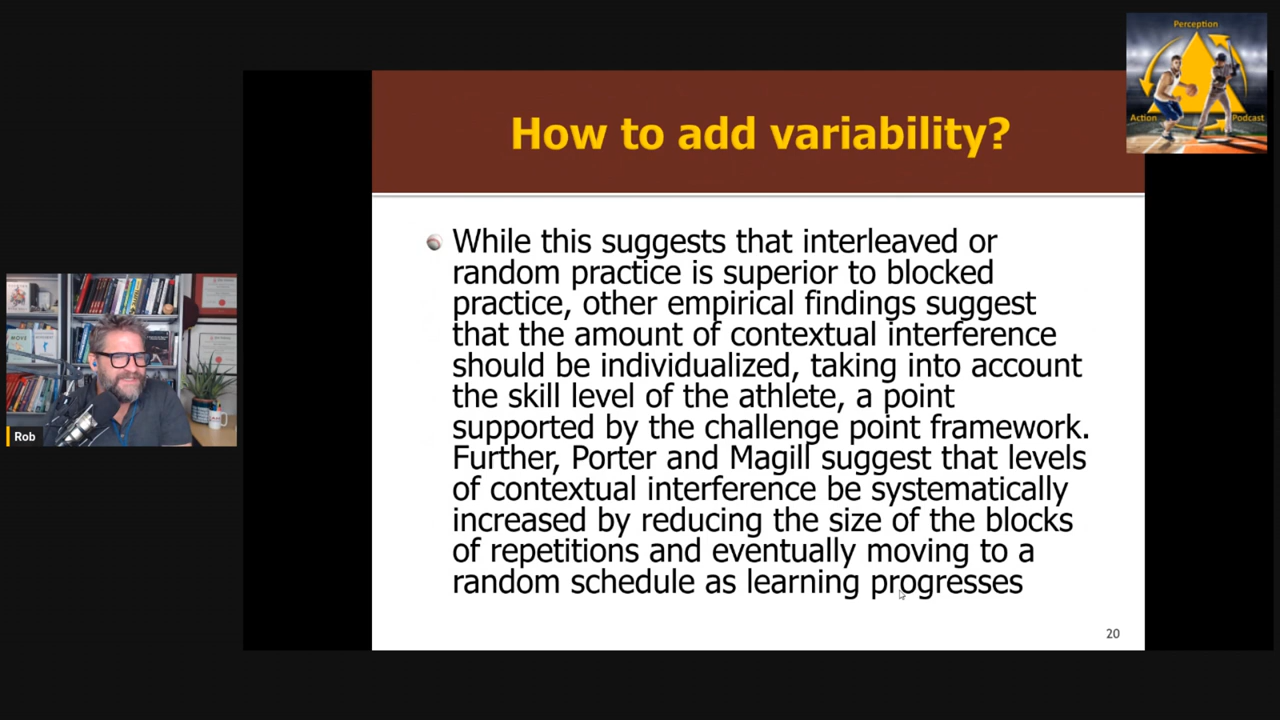 Perception
Action
Podcast
How to add variability?
While this suggests that interleaved or
random practice is superior to blocked
practice, other empirical findings suggest
that the amount of contextual interference
should be individualized, taking into account
the skill level of the athlete, a point
supported by the challenge point framework.
Further, Porter and Magill suggest that levels
of contextual interference be systematically
increased by reducing the size of the blocks
of repetitions and eventually moving to a
random schedule as learning progresses
20
Rob